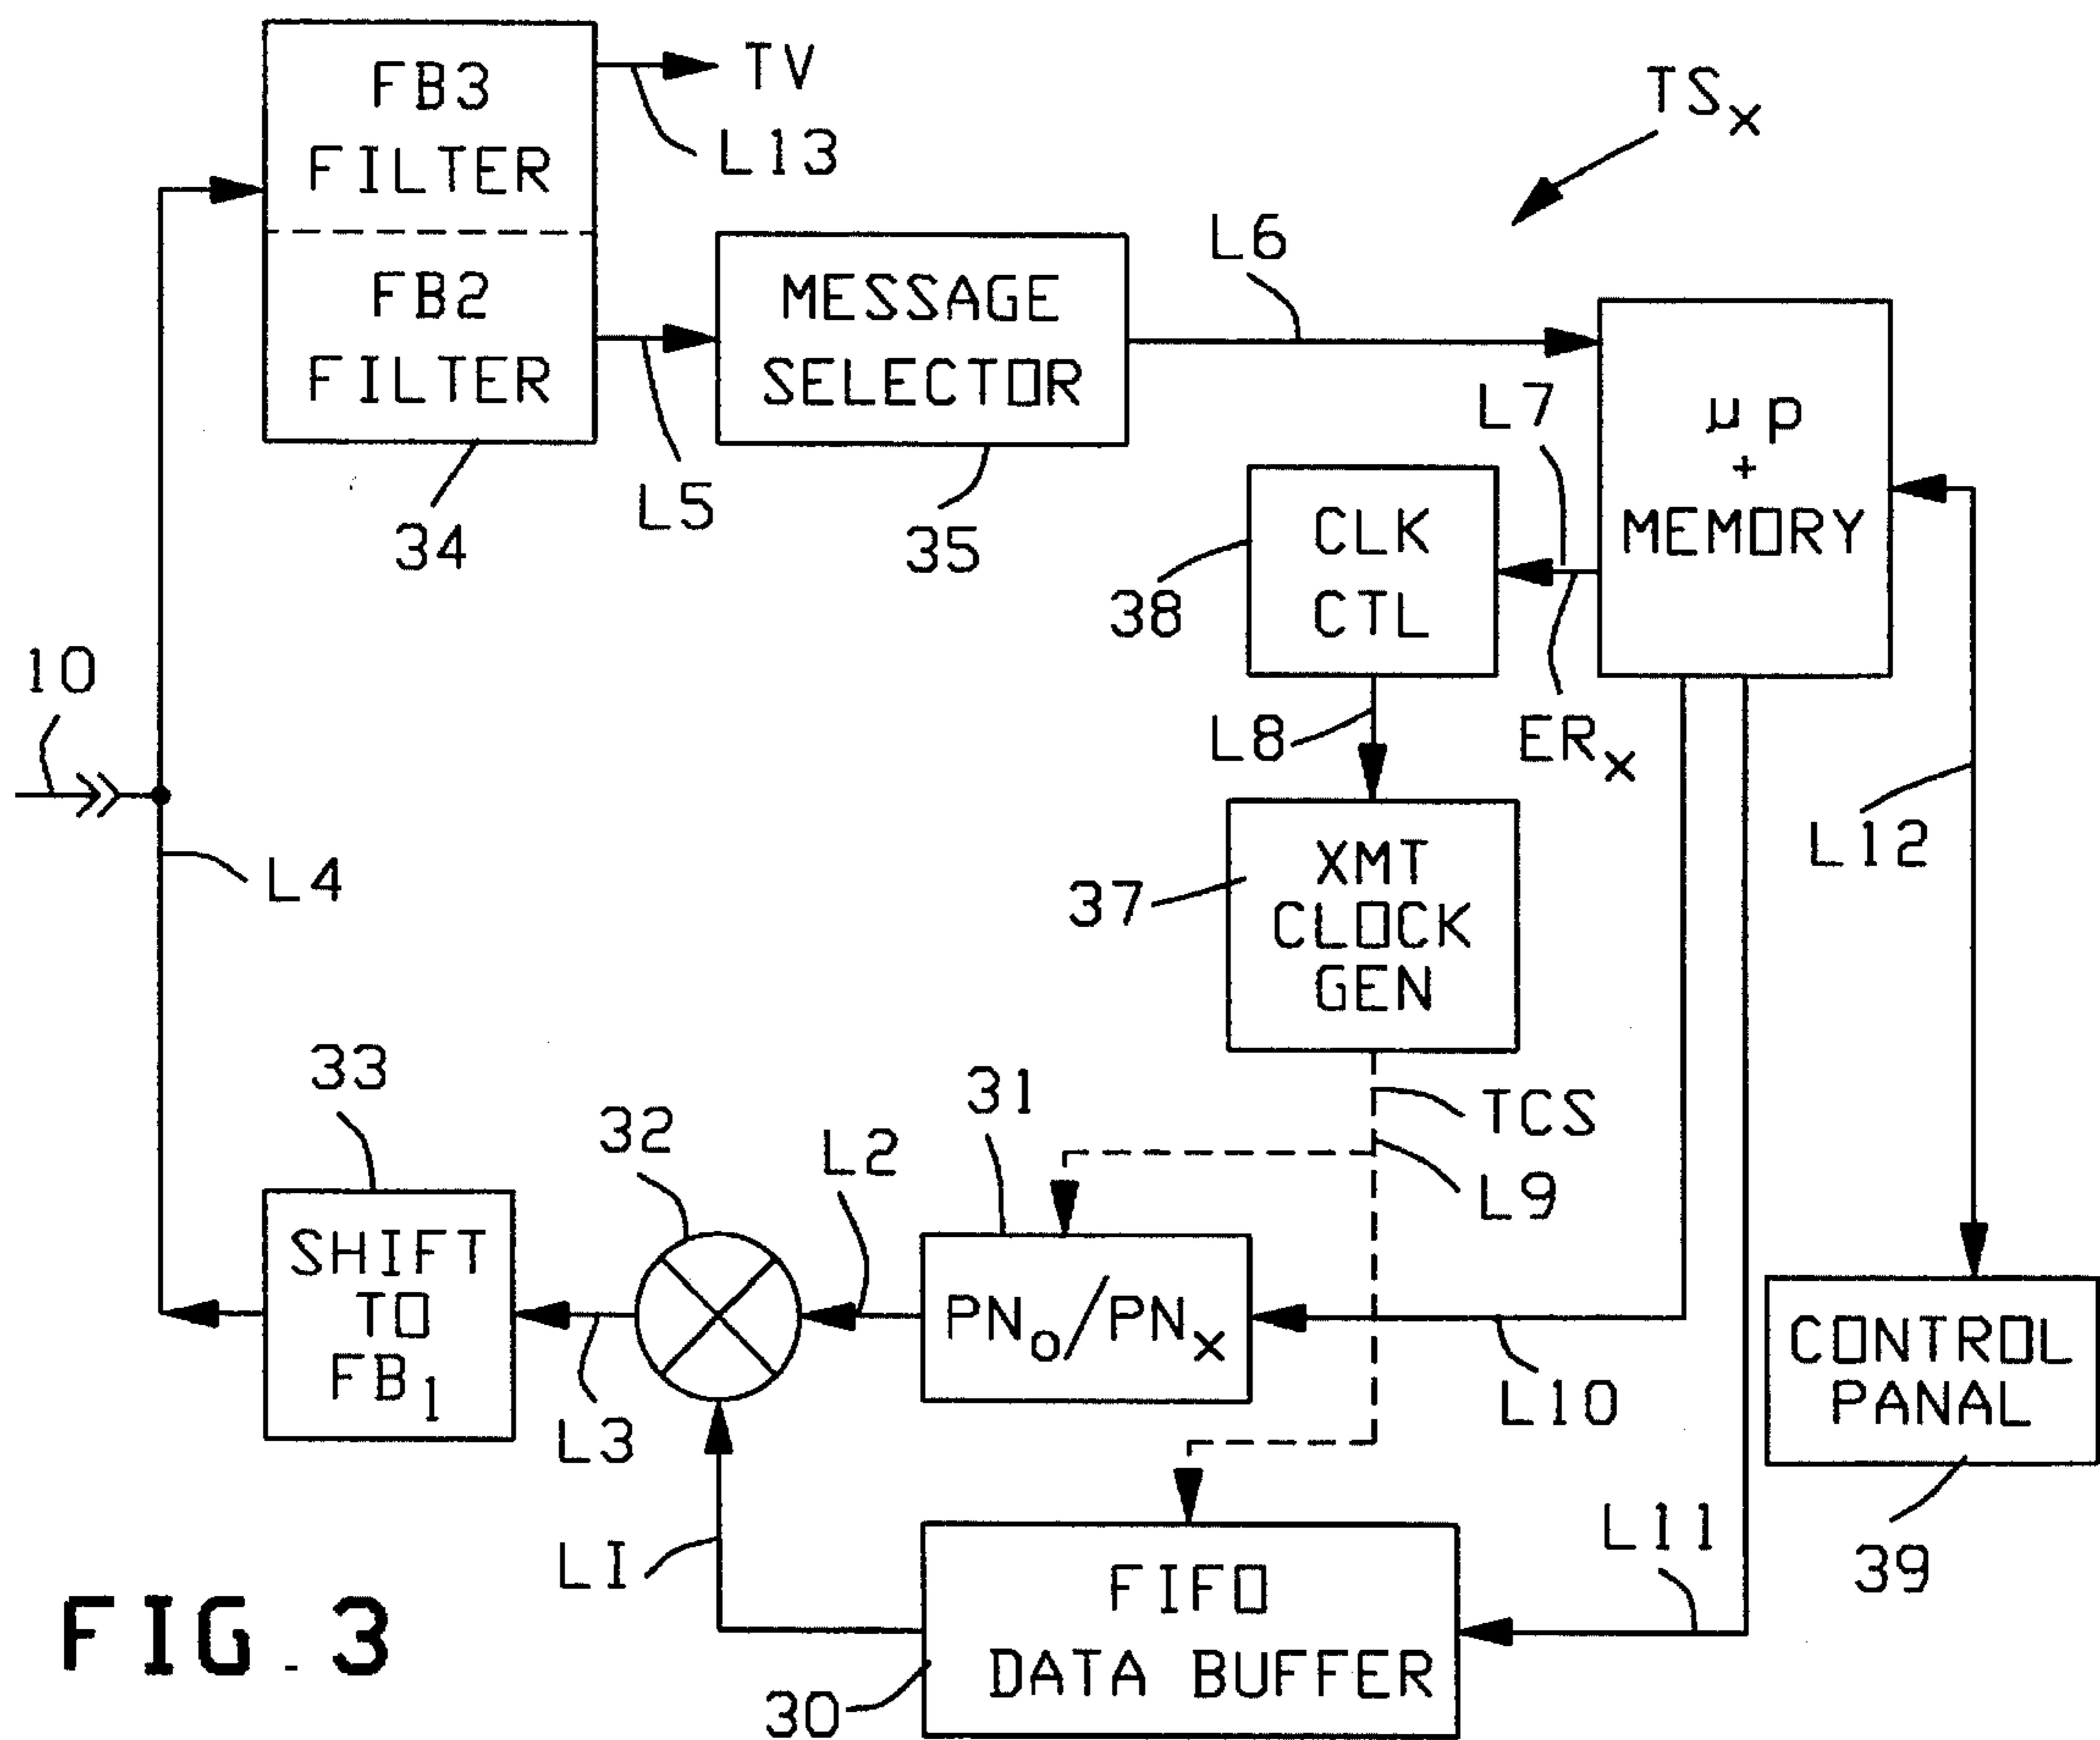 FB3
FILTER
FB2
FILTER
TV
L13
TSx
34
L5
MESSAGE
SELECTOR
35
L6
µp
+
MEMORY
L7
CLK
CTL
38
ERx
L8
10
L4
XMT
CLOCK
GEN
37
L12
TCS
L9
33
SHIFT
TO
FB1
32
L3
L2
31
PNo/PNx
L10
CONTROL
PANAL
39
LI
FIFO
DATA BUFFER
30
L11
FIG. 3